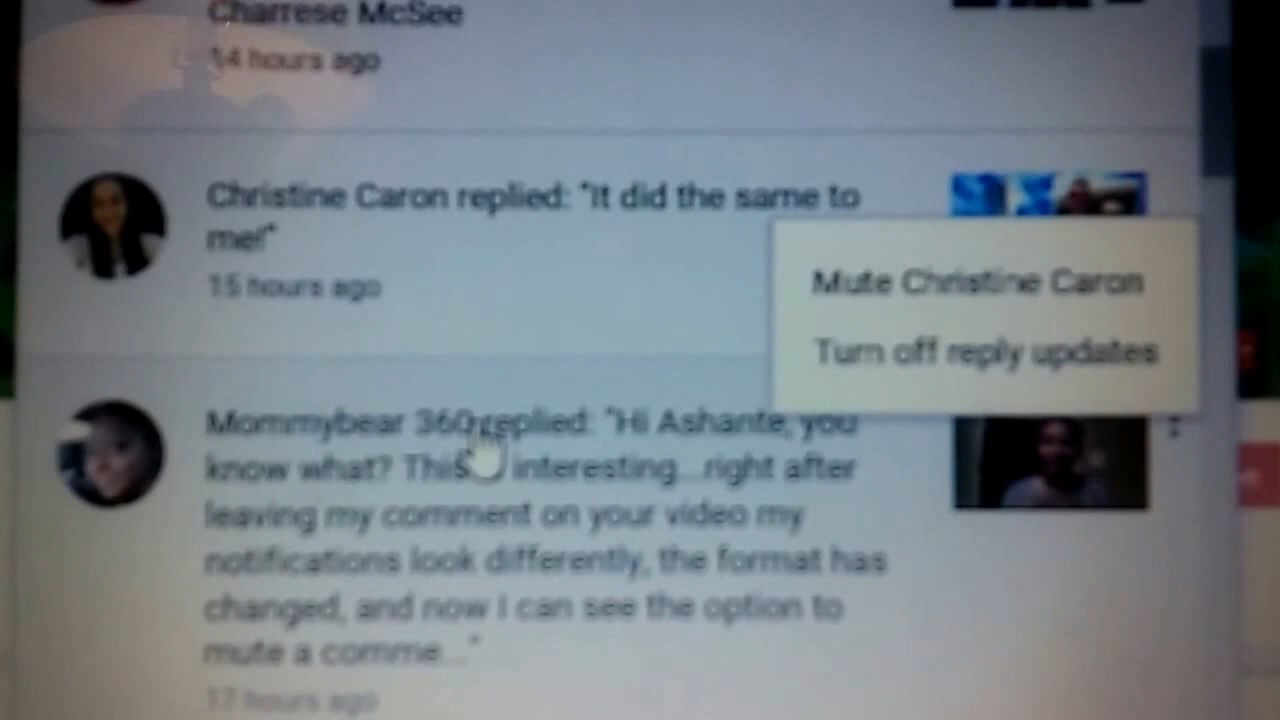 Charrese McSee
14 hours ago
Christine Caron replied: "It did the same to
me!"
15 hours ago
Mute Christine Caron
Turn off reply updates
Mommybear 360 replied: "Hi Ashante, you
know what? This interesting...right after
leaving my comment on your video my
notifications look differently, the format has
changed, and now I can see the option to
mute a comme..."
17 hours ago